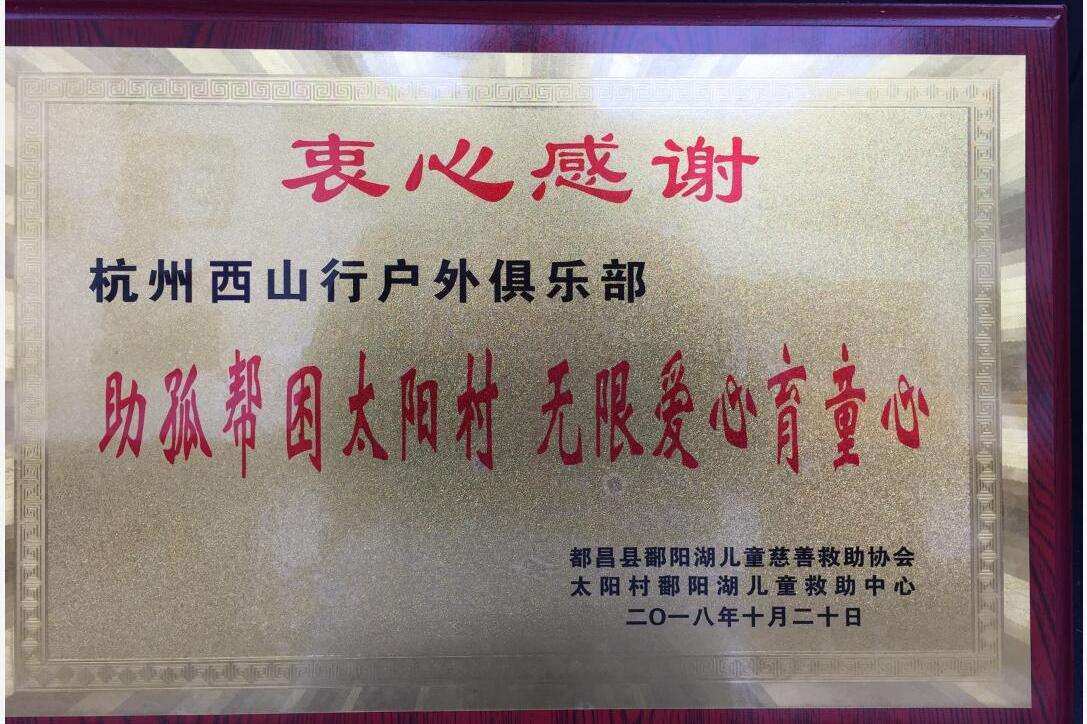 衷心感谢
杭州西山行户外俱乐部
助孤帮困太阳村 无限爱心育童心
都昌县鄱阳湖儿童慈善救助协会
太阳村鄱阳湖儿童救助中心
二〇一八年十月二十日